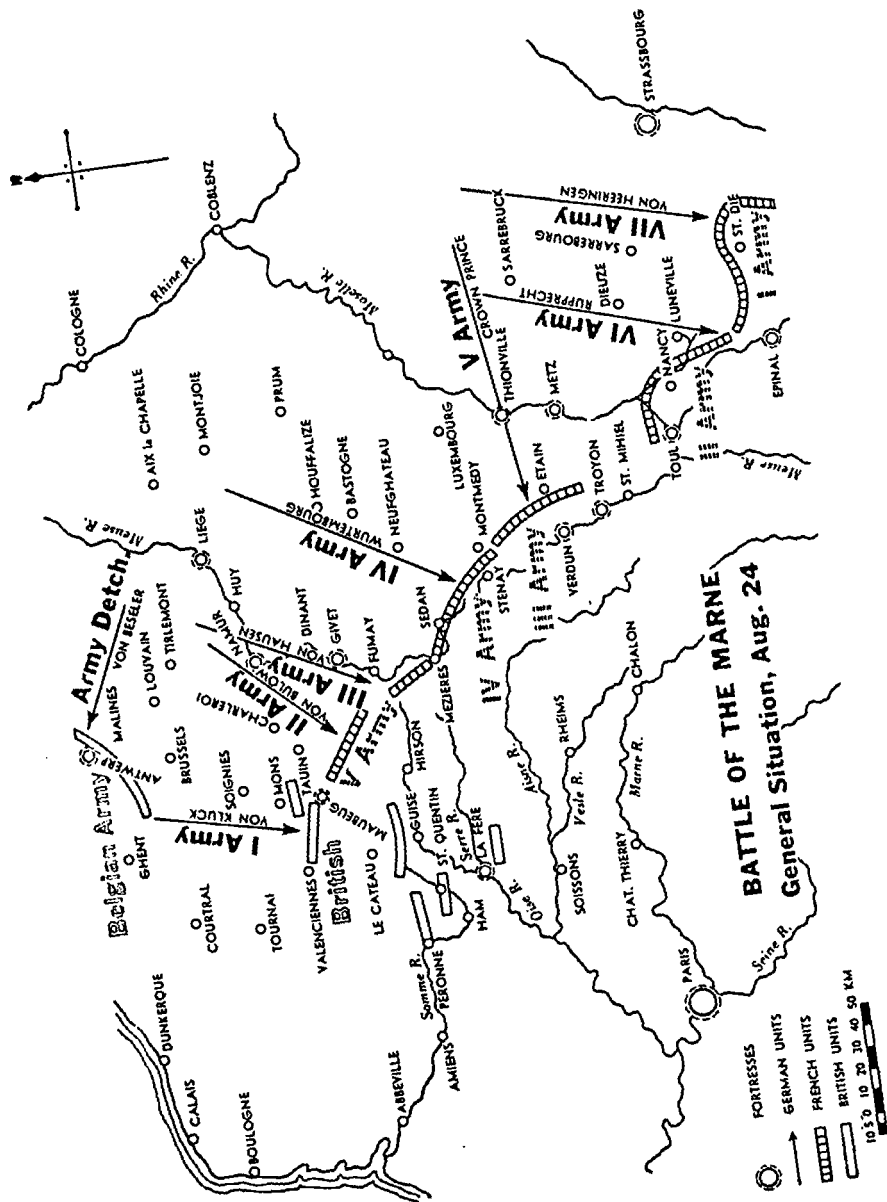 N
DUNKERQUE
CALAIS
BOULOGNE
ABBEVILLE
AMIENS
Somme R.
PERONNE
HAM
ST. QUENTIN
Serre R.
LA FERE
Oise R.
GUISE
HIRSON
LE CATEAU
British
VALENCIENNES
MAUBEUG
TAUIN
MONS
SOIGNIES
TOURNAI
COURTRAL
GHENT
Belgian Army
ANTWERP
I Army
VON KLUCK
Army Detch.
VON BESELER
MALINES
LOUVAIN
TIRLEMONT
BRUSSELS
Meuse R.
LIEGE
HUY
NAMUR
CHARLEROI
II Army
VON BULOW
III Army
VON HAUSEN
DINANT
GIVET
FUMAY
V Army
MEZIERES
SEDAN
IV Army
IV Army
WURTEMBOURG
AIX la CHAPELLE
MONTJOIE
PRUM
HOUFFALIZE
BASTOGNE
NEUFGHATEAU
LUXEMBOURG
MONTMEDY
STENAY
III Army
ETAIN
VERDUN
TROYON
ST. MIHIEL
COLOGNE
Rhine R.
COBLENZ
Moselle R.
V Army
CROWN PRINCE
THIONVILLE
METZ
SARREBRUCK
VI Army
RUPPRECHT
DIEUZE
SARREBOURG
VII Army
VON HEERINGEN
NANCY
LUNEVILLE
TOUL
III Army
EPINAL
ST. DIE
I Army
STRASSBOURG
Meuse R.
Aisne R.
RHEIMS
Vesle R.
SOISSONS
CHALON
Marne R.
CHAT. THIERRY
PARIS
Seine R.
BATTLE OF THE MARNE
General Situation, Aug. 24
FORTRESSES
GERMAN UNITS
FRENCH UNITS
BRITISH UNITS
10 5 0 10 20 30 40 50 KM